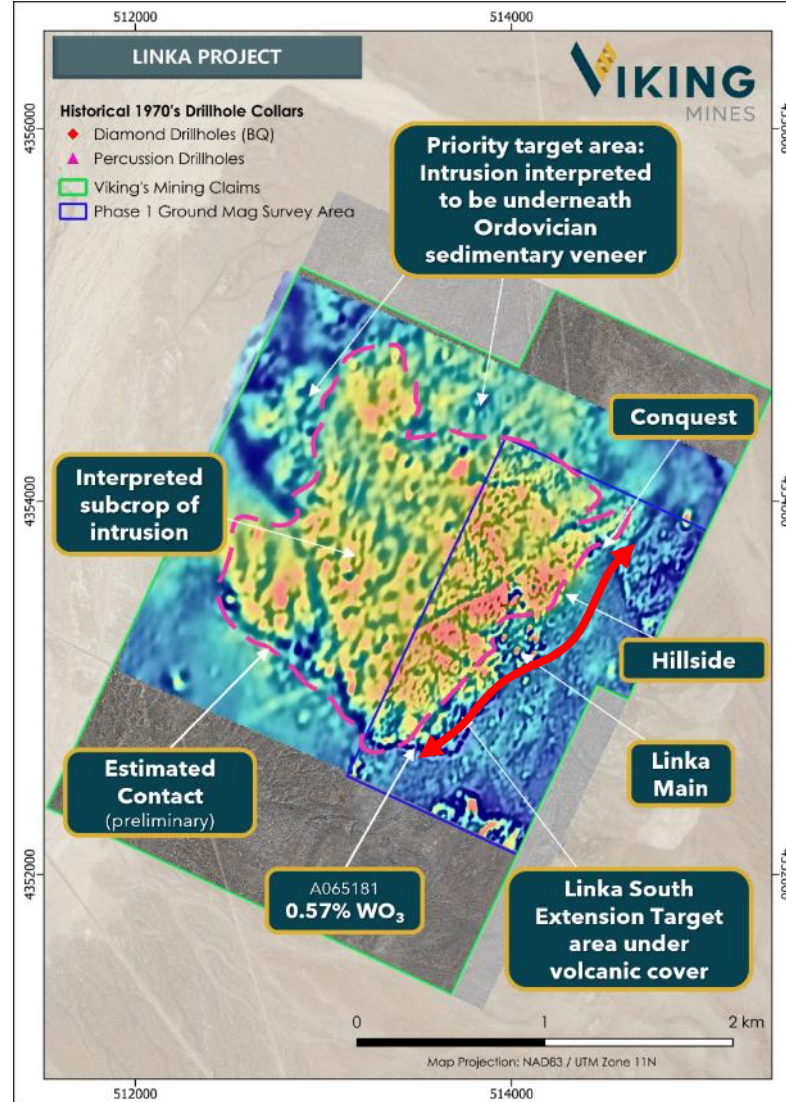 512000
514000
LINKA PROJECT
VIKING
MINES
Historical 1970's Drillhole Collars
Diamond Drillholes (BQ)
Percussion Drillholes
Viking's Mining Claims
Phase 1 Ground Mag Survey Area
4356000
4356000
Priority target area:
Intrusion interpreted
to be underneath
Ordovician
sedimentary veneer
Conquest
Interpreted
subcrop of
intrusion
4354000
4354000
Hillside
Estimated
Contact
(preliminary)
Linka
Main
4352000
4352000
A065181
0.57% WO₃
Linka South
Extension Target
area under
volcanic cover
0
1
2 km
Map Projection: NAD83 / UTM Zone 11N
512000
514000